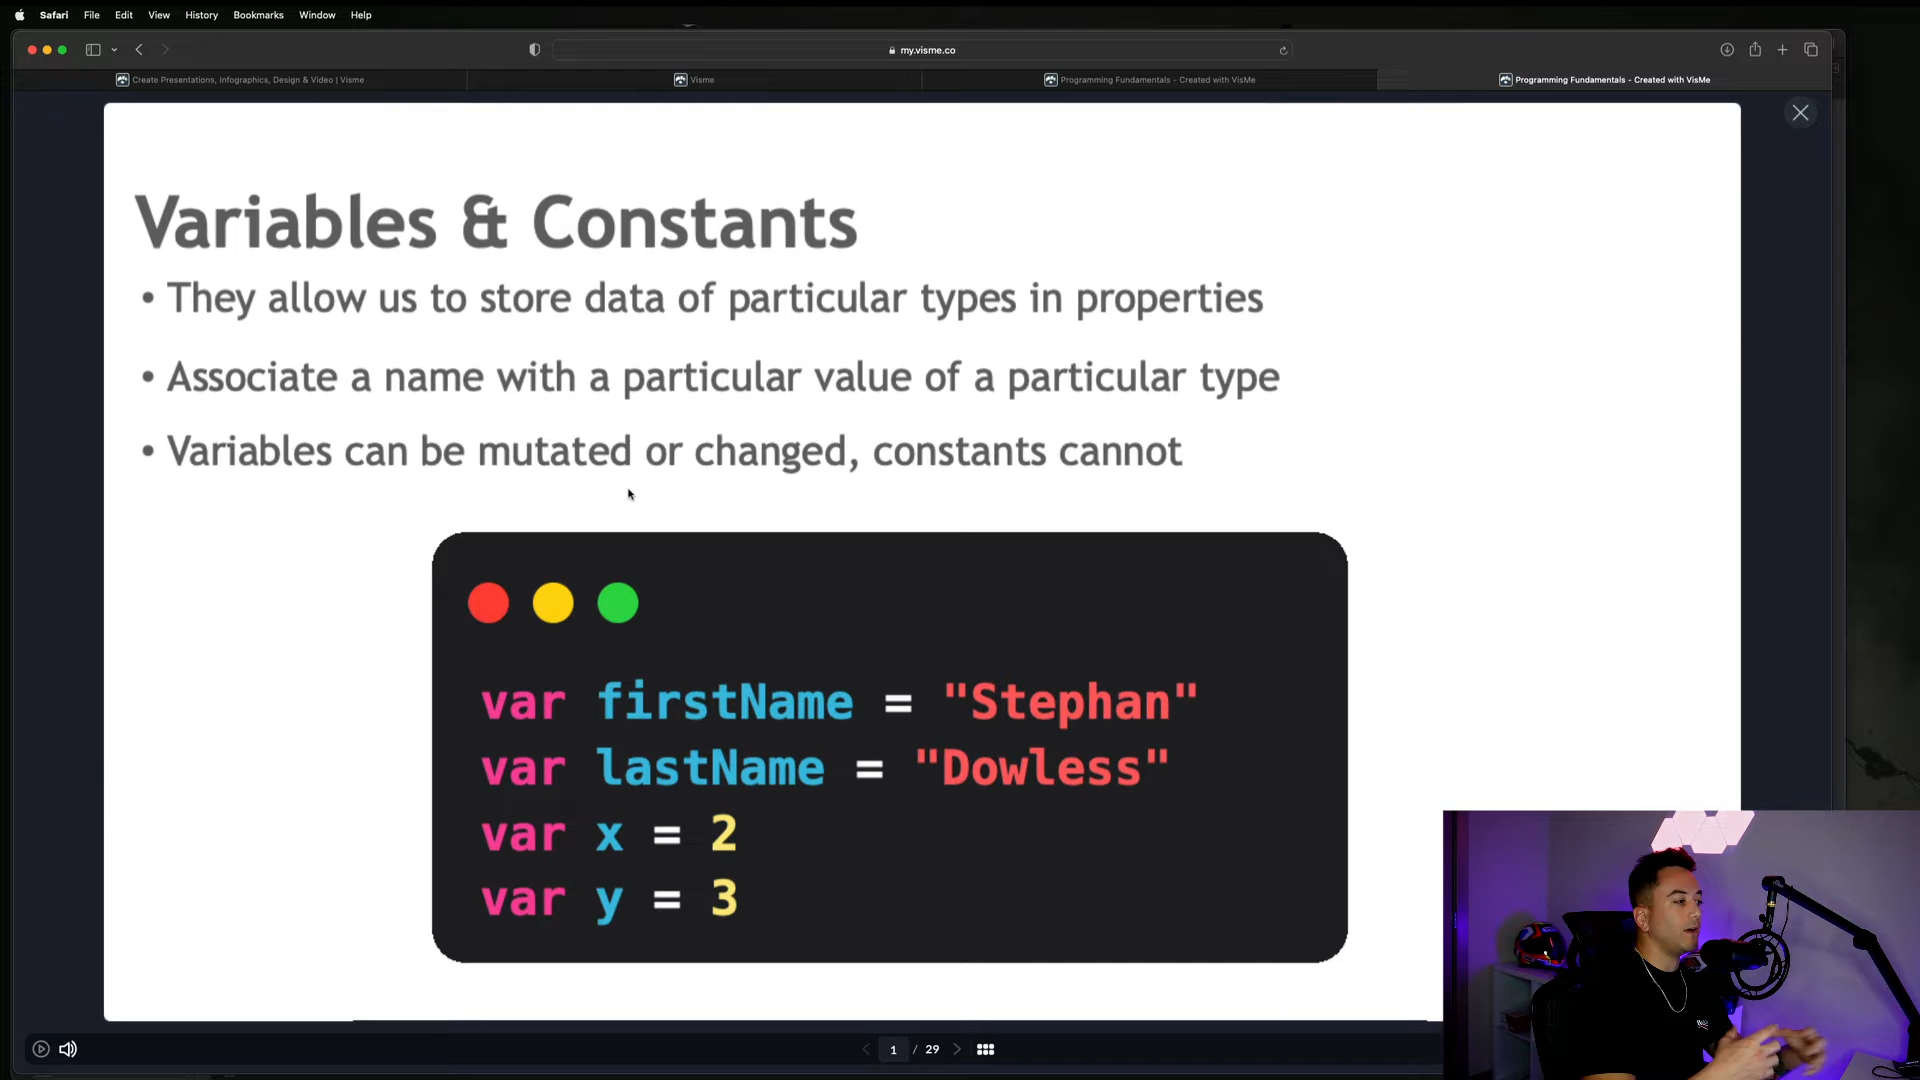 Safari File Edit View History Bookmarks Window Help
my.visme.co
Create Presentations, Infographics, Design & Video | Visme
Visme
Programming Fundamentals - Created with VisMe
Programming Fundamentals - Created with VisMe
Variables & Constants
• They allow us to store data of particular types in properties
• Associate a name with a particular value of a particular type
• Variables can be mutated or changed, constants cannot
var firstName = "Stephan"
var lastName = "Dowless"
var x = 2
var y = 3
1 / 29